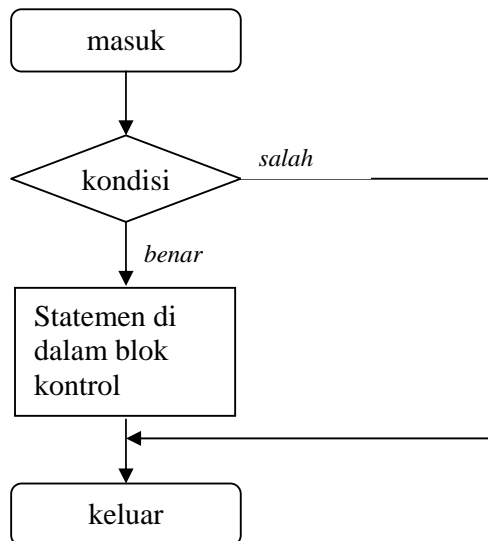 masuk
kondisi
salah
benar
Statemen di
dalam blok
kontrol
keluar